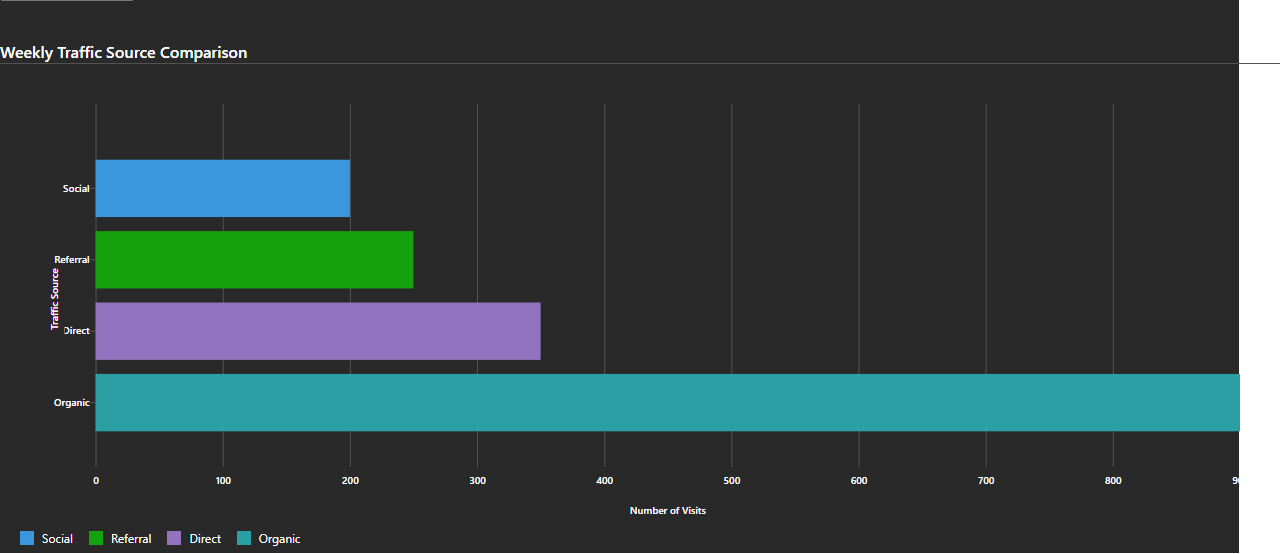 Weekly Traffic Source Comparison
Social
Referral
Traffic Source
Direct
Organic
0 100 200 300 400 500 600 700 800
Number of Visits
Social Referral Direct Organic